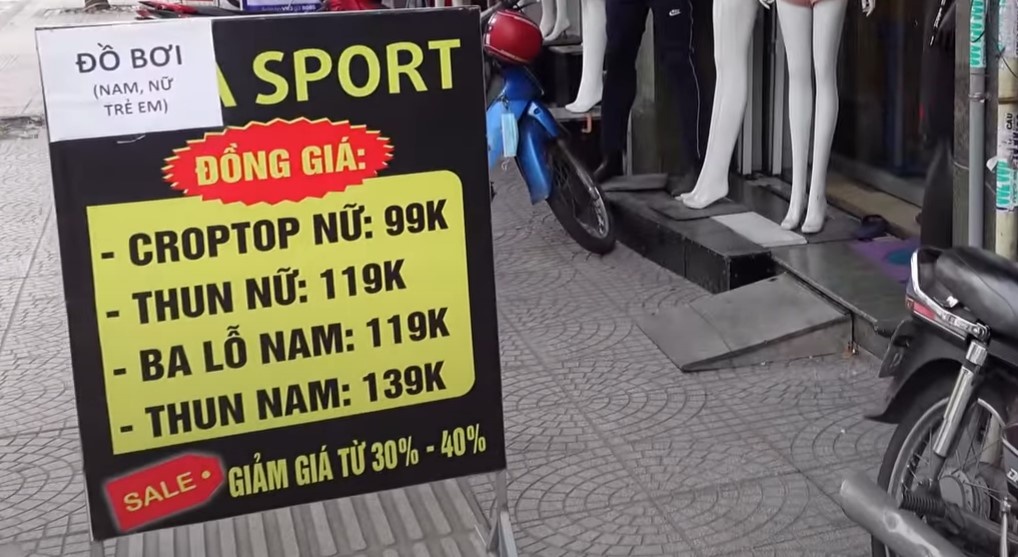 ĐỒ BƠI
(NAM, NỮ
TRẺ EM)
SPORT
ĐỒNG GIÁ:
- CROPTOP NỮ: 99K
- THUN NỮ: 119K
- BA LỖ NAM: 119K
- THUN NAM: 139K
SALE
GIẢM GIÁ TỪ 30% - 40%